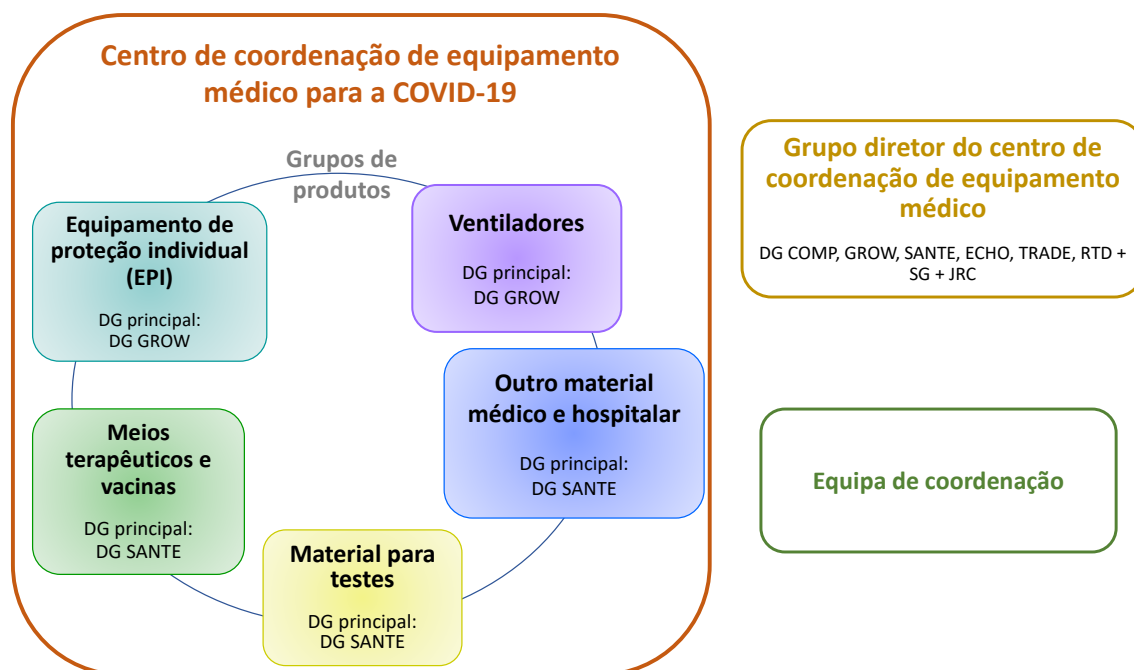 Centro de coordenação de equipamento
médico para a COVID-19
Grupos de
produtos
Equipamento de
proteção individual
(EPI)
DG principal:
DG GROW
Ventiladores
DG principal:
DG GROW
Outro material
médico e hospitalar
DG principal:
DG SANTE
Meios
terapêuticos e
vacinas
DG principal:
DG SANTE
Material para
testes
DG principal:
DG SANTE
Grupo diretor do centro de
coordenação de equipamento
médico
DG COMP, GROW, SANTE, ECHO, TRADE, RTD +
SG + JRC
Equipa de coordenação